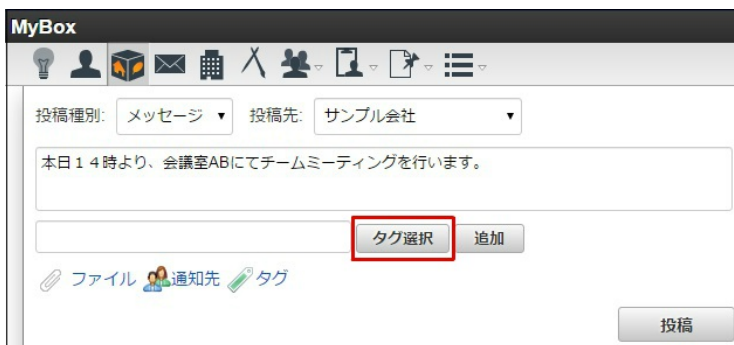 MyBox
投稿種別: メッセージ 投稿先: サンプル会社
本日14時より、会議室ABにてチームミーティングを行います。
タグ選択 追加
ファイル 通知先 タグ
投稿